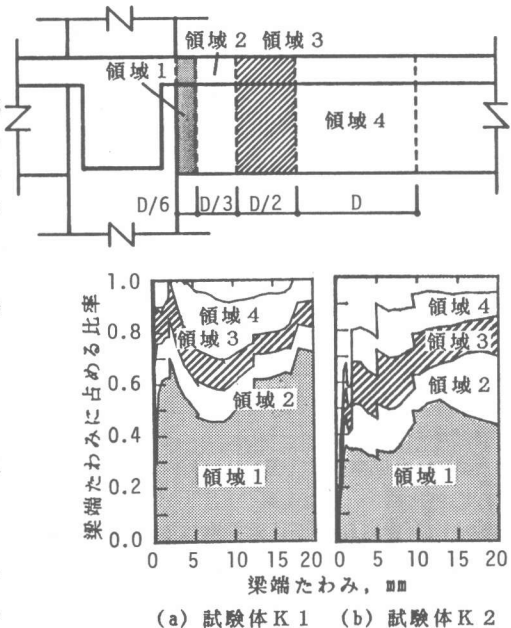 領域2 領域3
領域1
領域4
D/6 D/3 D/2 D
梁端たわみに占める比率
1.0
0.8
0.6
0.4
0.2
0.0
領域4
領域3
領域2
領域1
0 5 10 15 20
領域4
領域3
領域2
領域1
0 5 10 15 20
梁端たわみ, mm
(a) 試験体K1 (b) 試験体K2